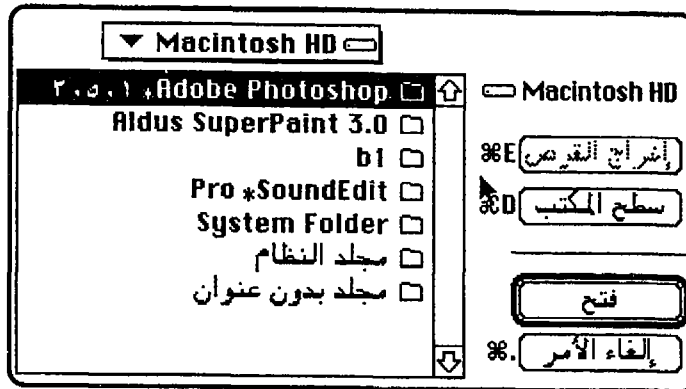 Macintosh HD
Adobe Photoshop* ٢,٥,١
Aldus SuperPaint 3.0
b1
Pro *SoundEdit
System Folder
مجلد النظام
مجلد بدون عنوان
Macintosh HD
إخراج القرص ⌘E
سطح المكتب ⌘D
فتح
إلغاء الأمر ⌘.